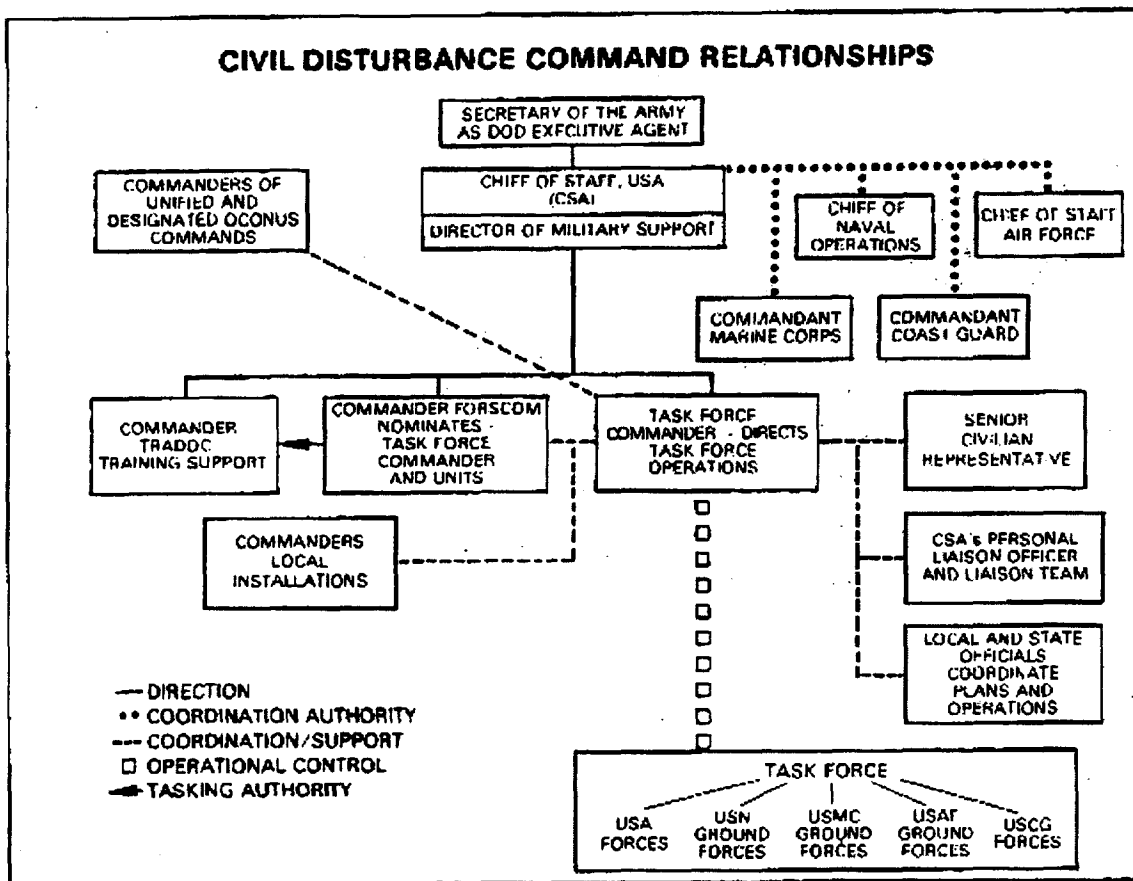 CIVIL DISTURBANCE COMMAND RELATIONSHIPS
SECRETARY OF THE ARMY
AS DOD EXECUTIVE AGENT
COMMANDERS OF
UNIFIED AND
DESIGNATED OCONUS
COMMANDS
CHIEF OF STAFF, USA
(CSA)
DIRECTOR OF MILITARY SUPPORT
CHIEF OF
NAVAL
OPERATIONS
CHIEF OF STAFF
AIR FORCE
COMMANDANT
MARINE CORPS
COMMANDANT
COAST GUARD
COMMANDER
TRADOC
TRAINING SUPPORT
COMMANDER FORSCOM
NOMINATES -
TASK FORCE
COMMANDER
AND UNITS
TASK FORCE
COMMANDER - DIRECTS
TASK FORCE
OPERATIONS
SENIOR
CIVILIAN
REPRESENTATIVE
COMMANDERS
LOCAL
INSTALLATIONS
CSA's PERSONAL
LIAISON OFFICER
AND LIAISON TEAM
LOCAL AND STATE
OFFICIALS
COORDINATE
PLANS AND
OPERATIONS
DIRECTION
COORDINATION AUTHORITY
COORDINATION/SUPPORT
OPERATIONAL CONTROL
TASKING AUTHORITY
TASK FORCE
USA
FORCES
USN
GROUND
FORCES
USMC
GROUND
FORCES
USAF
GROUND
FORCES
USCG
FORCES